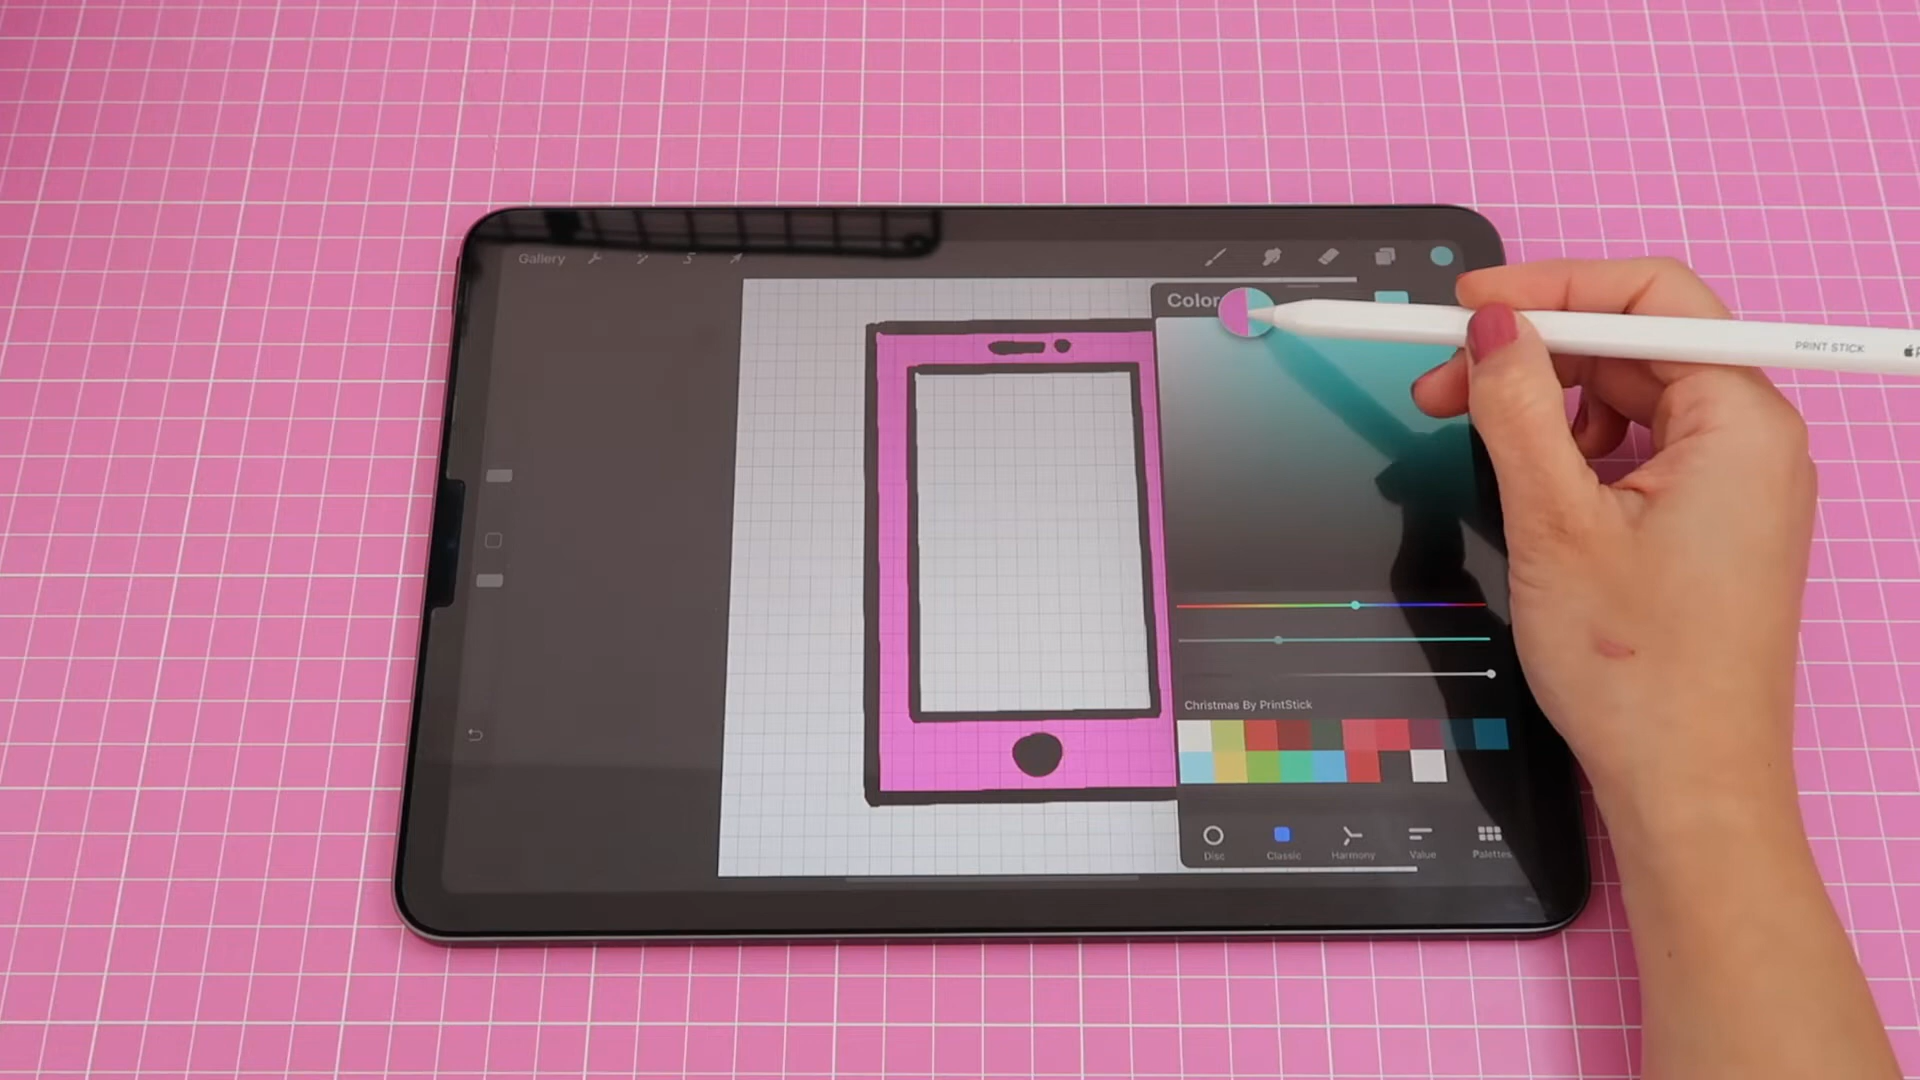 Gallery
Color
PRINT STICK
Christmas By PrintStick
Disc Classic Harmony Value Palettes